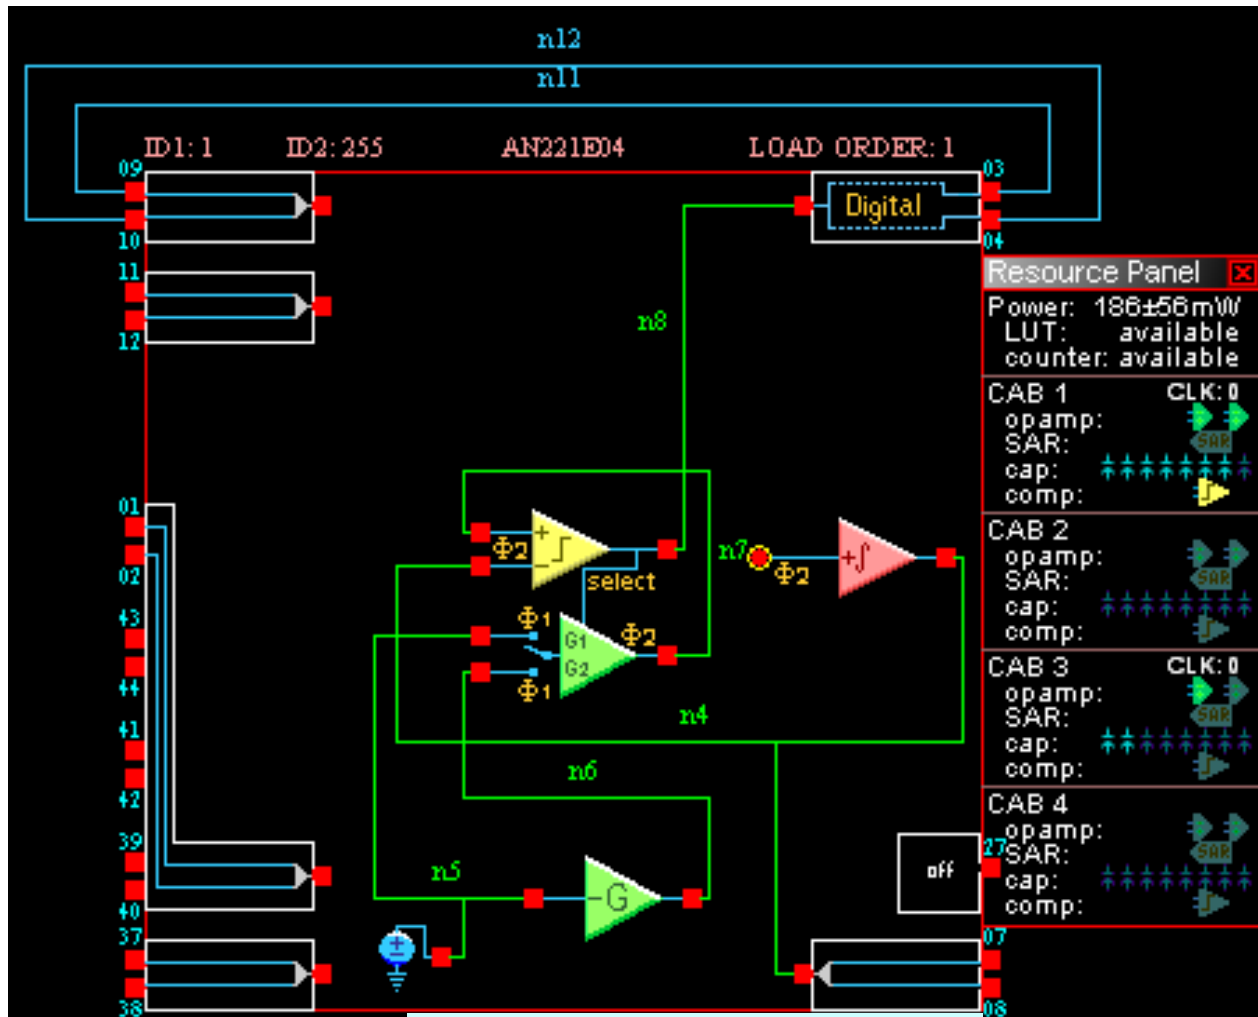 n12
n11
ID1: 1 ID2: 255 AN221E04 LOAD ORDER: 1
09
03
Digital
10
04
11
12
n8
Resource Panel
Power: 186±56mW
LUT: available
counter: available
CAB 1 CLK: 0
opamp:
SAR: SAR
cap:
comp:
01
02
43
44
41
42
39
40
37
38
+
Φ2
−
select
n7
Φ2
+∫
Φ1
G1
Φ2
G2
Φ1
n4
n6
n5
-G
CAB 2
opamp:
SAR: SAR
cap:
comp:
CAB 3 CLK: 0
opamp:
SAR: SAR
cap:
comp:
CAB 4
opamp:
SAR: SAR
cap:
comp:
off
27
07
08